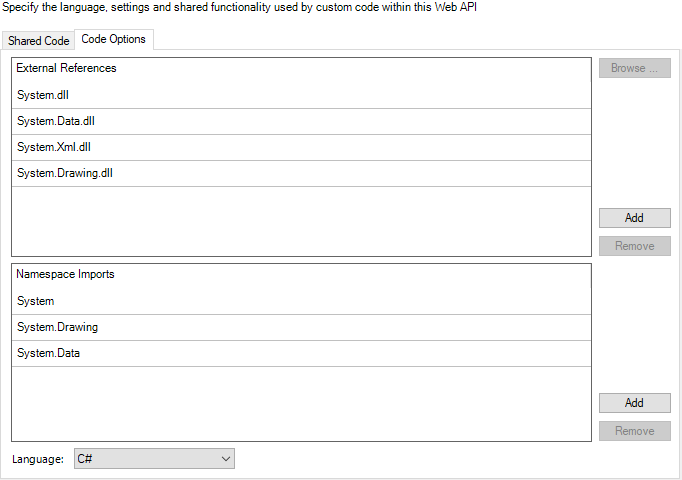 Specify the language, settings and shared functionality used by custom code within this Web API
Shared Code
Code Options
External References
Browse ...
System.dll
System.Data.dll
System.Xml.dll
System.Drawing.dll
Add
Remove
Namespace Imports
System
System.Drawing
System.Data
Add
Remove
Language:
C#